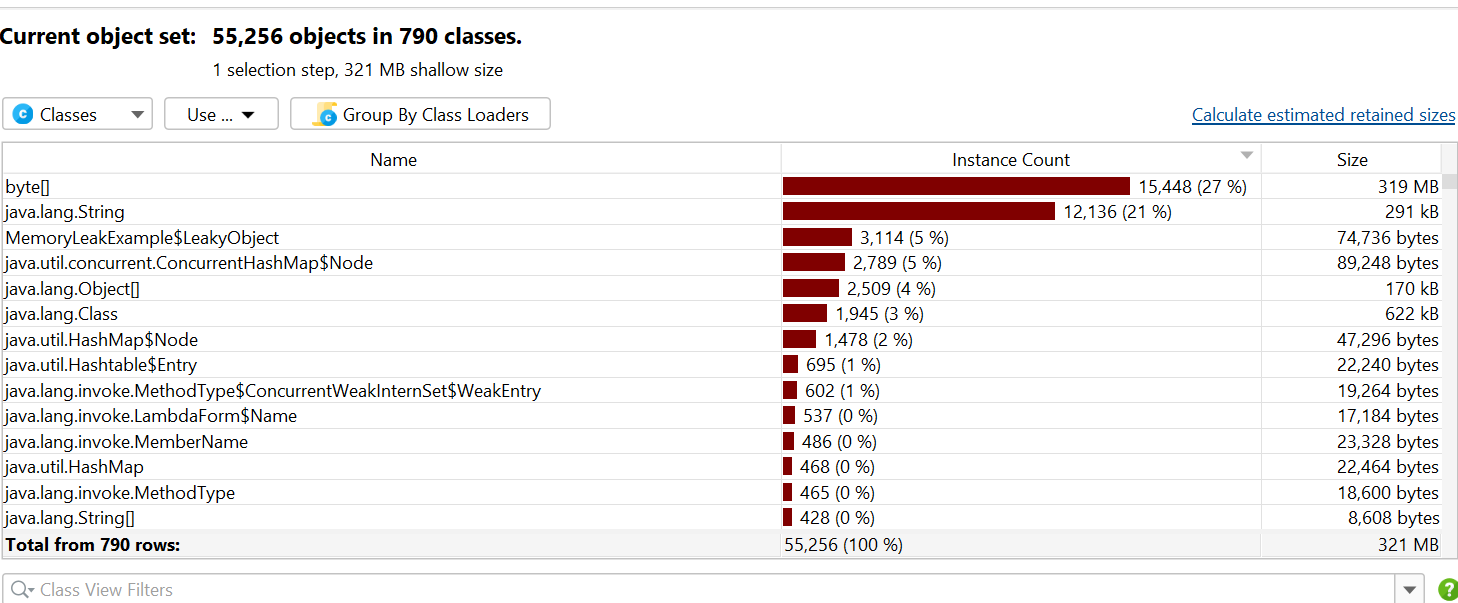 Current object set: 55,256 objects in 790 classes.
1 selection step, 321 MB shallow size
Classes Use ... Group By Class Loaders Calculate estimated retained sizes
Name Instance Count Size
byte[] 15,448 (27 %) 319 MB
java.lang.String 12,136 (21 %) 291 kB
MemoryLeakExample$LeakyObject 3,114 (5 %) 74,736 bytes
java.util.concurrent.ConcurrentHashMap$Node 2,789 (5 %) 89,248 bytes
java.lang.Object[] 2,509 (4 %) 170 kB
java.lang.Class 1,945 (3 %) 622 kB
java.util.HashMap$Node 1,478 (2 %) 47,296 bytes
java.util.Hashtable$Entry 695 (1 %) 22,240 bytes
java.lang.invoke.MethodType$ConcurrentWeakInternSet$WeakEntry 602 (1 %) 19,264 bytes
java.lang.invoke.LambdaForm$Name 537 (0 %) 17,184 bytes
java.lang.invoke.MemberName 486 (0 %) 23,328 bytes
java.util.HashMap 468 (0 %) 22,464 bytes
java.lang.invoke.MethodType 465 (0 %) 18,600 bytes
java.lang.String[] 428 (0 %) 8,608 bytes
Total from 790 rows: 55,256 (100 %) 321 MB
Class View Filters